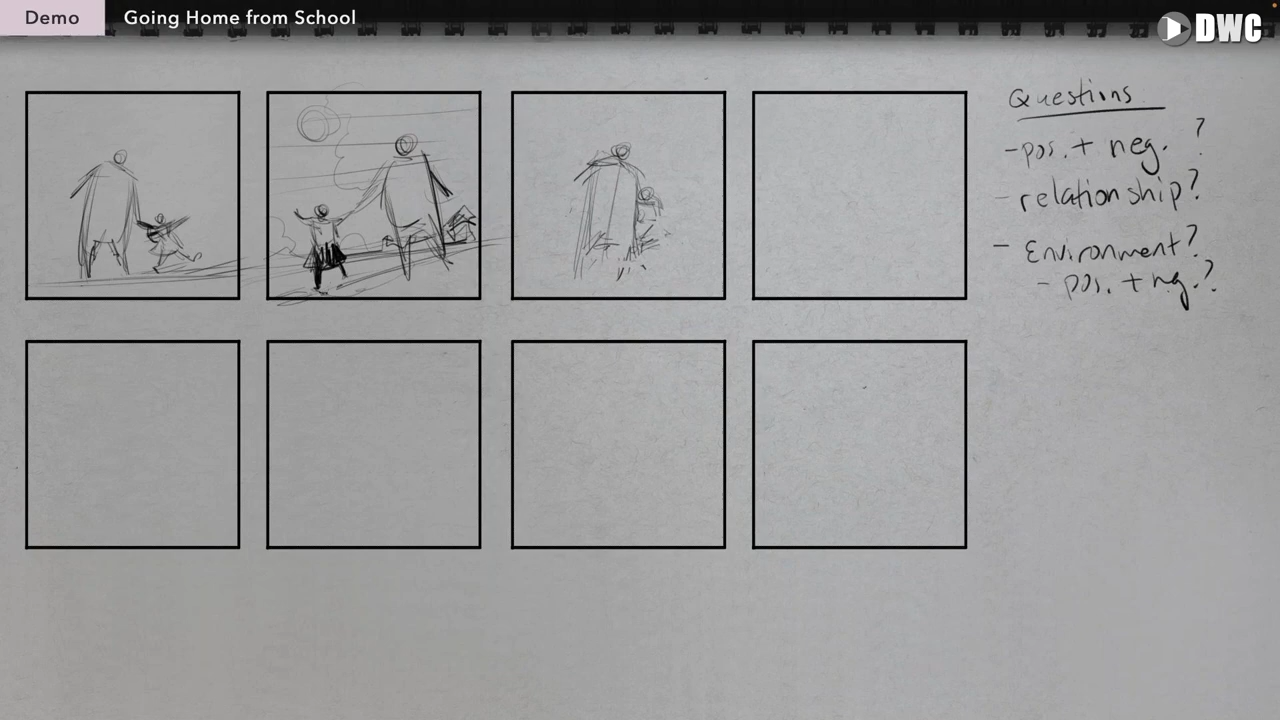 Demo
Going Home from School
DWC
Questions
- pos. + neg. ?
- relationship?
- Environment?
- pos. + neg.?